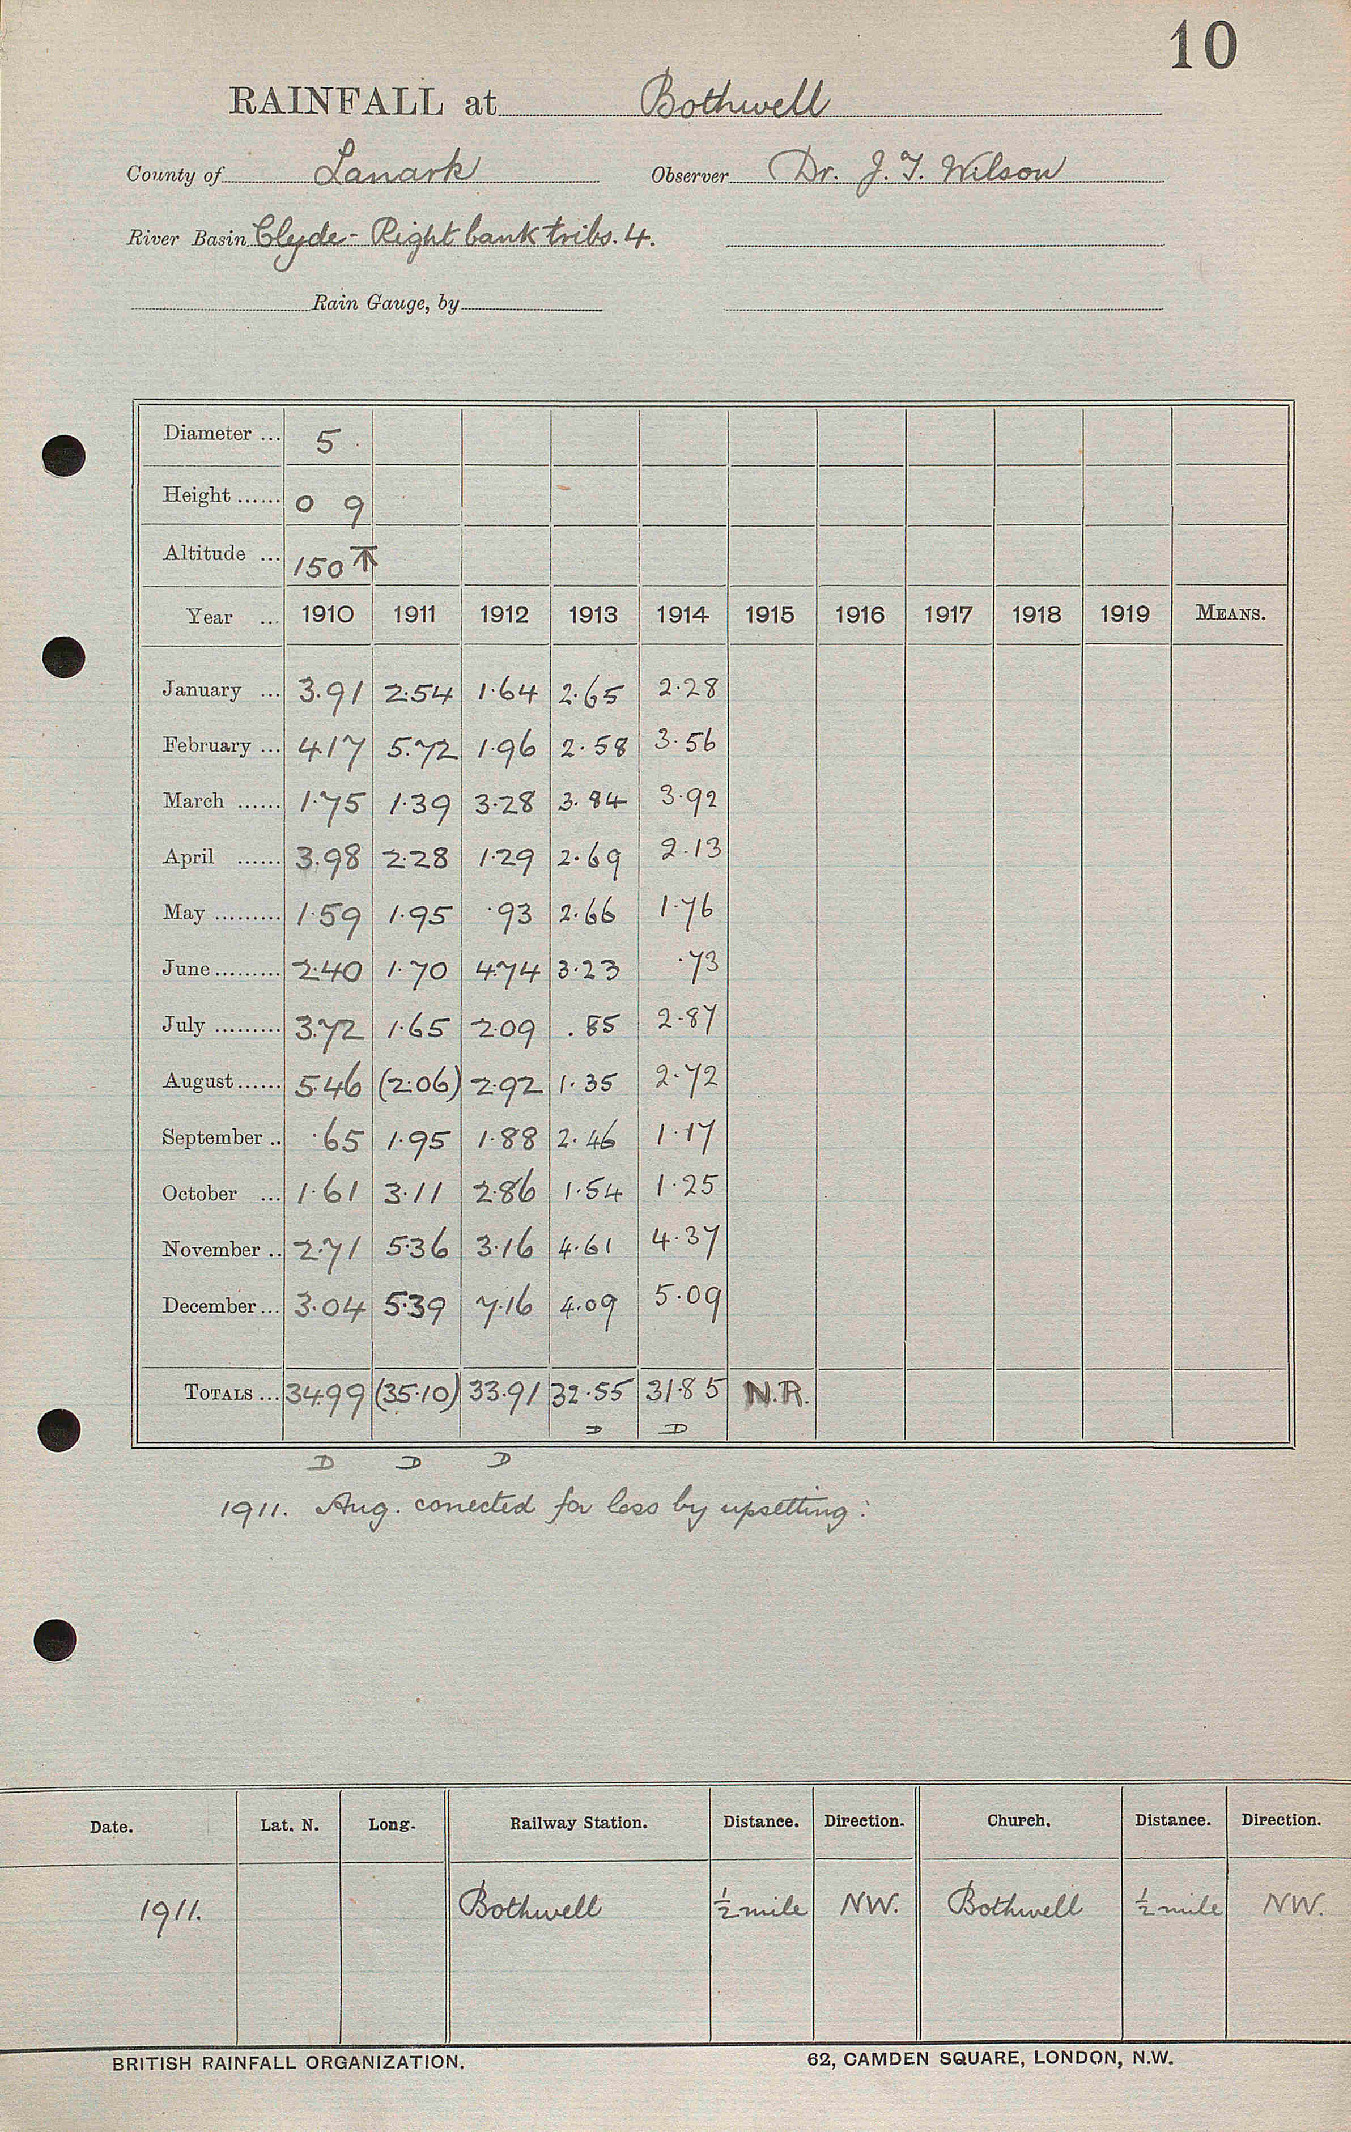 10
RAINFALL at Bothwell
County of Lanark Observer Dr. J. T. Wilson
River Basin Clyde - Right bank tribs. 4.
Rain Gauge, by
Diameter ... 5
Height ...... 0 9
Altitude ... 150
Year ... 1910 1911 1912 1913 1914 1915 1916 1917 1918 1919 MEANS.
January ... 3.91 2.54 1.64 2.65 2.28
February ... 4.17 5.72 1.96 2.58 3.56
March ...... 1.75 1.39 3.28 3.84 3.92
April ...... 3.98 2.28 1.29 2.69 2.13
May ......... 1.59 1.95 .93 2.66 1.76
June ......... 2.40 1.70 4.74 3.23 .73
July ......... 3.72 1.65 2.09 .85 2.87
August ...... 5.46 (2.06) 2.92 1.35 2.72
September .. .65 1.95 1.88 2.46 1.17
October ... 1.61 3.11 2.86 1.54 1.25
November .. 2.71 5.36 3.16 4.61 4.37
December ... 3.04 5.39 7.16 4.09 5.09
TOTALS ... 34.99 (35.10) 33.91 32.55 31.85 N.R.
D D
D D D
1911. Aug. corrected for loss by upsetting.
Date. Lat. N. Long. Railway Station. Distance. Direction. Church. Distance. Direction.
1911. Bothwell ½ mile NW. Bothwell ½ mile NW.
BRITISH RAINFALL ORGANIZATION. 62, CAMDEN SQUARE, LONDON, N.W.